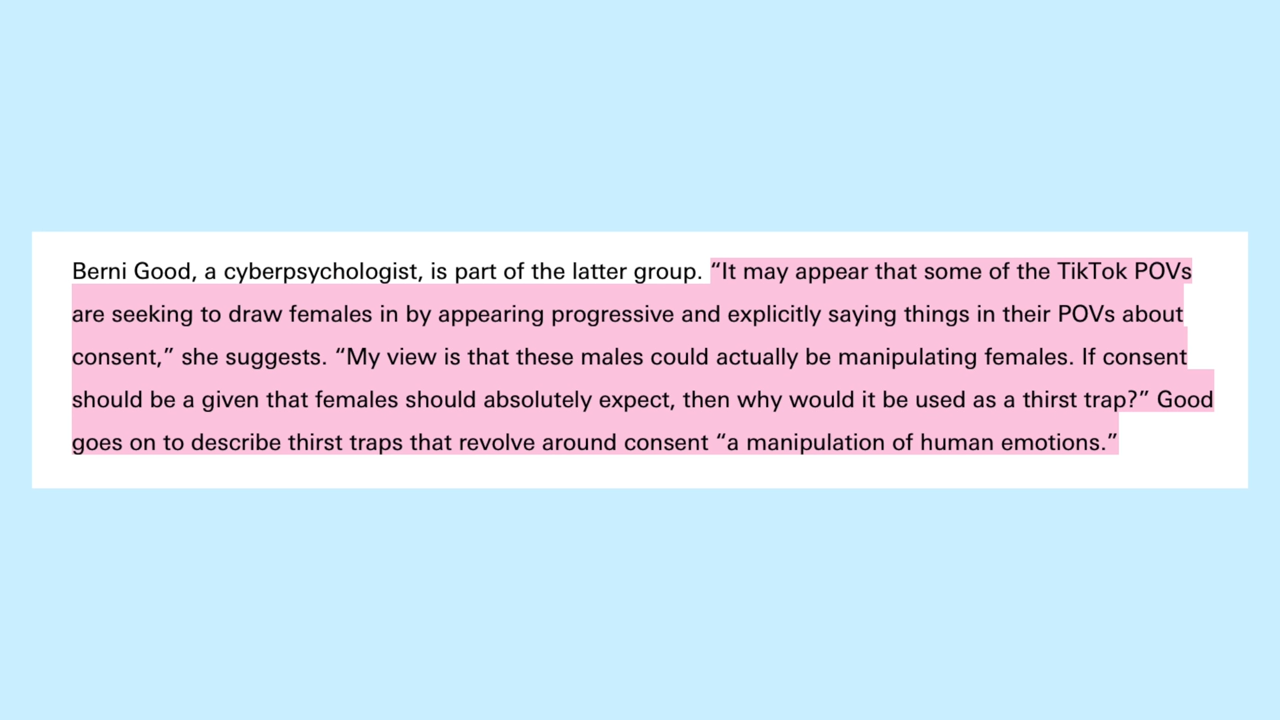 Berni Good, a cyberpsychologist, is part of the latter group. “It may appear that some of the TikTok POVs
are seeking to draw females in by appearing progressive and explicitly saying things in their POVs about
consent,” she suggests. “My view is that these males could actually be manipulating females. If consent
should be a given that females should absolutely expect, then why would it be used as a thirst trap?” Good
goes on to describe thirst traps that revolve around consent “a manipulation of human emotions.”